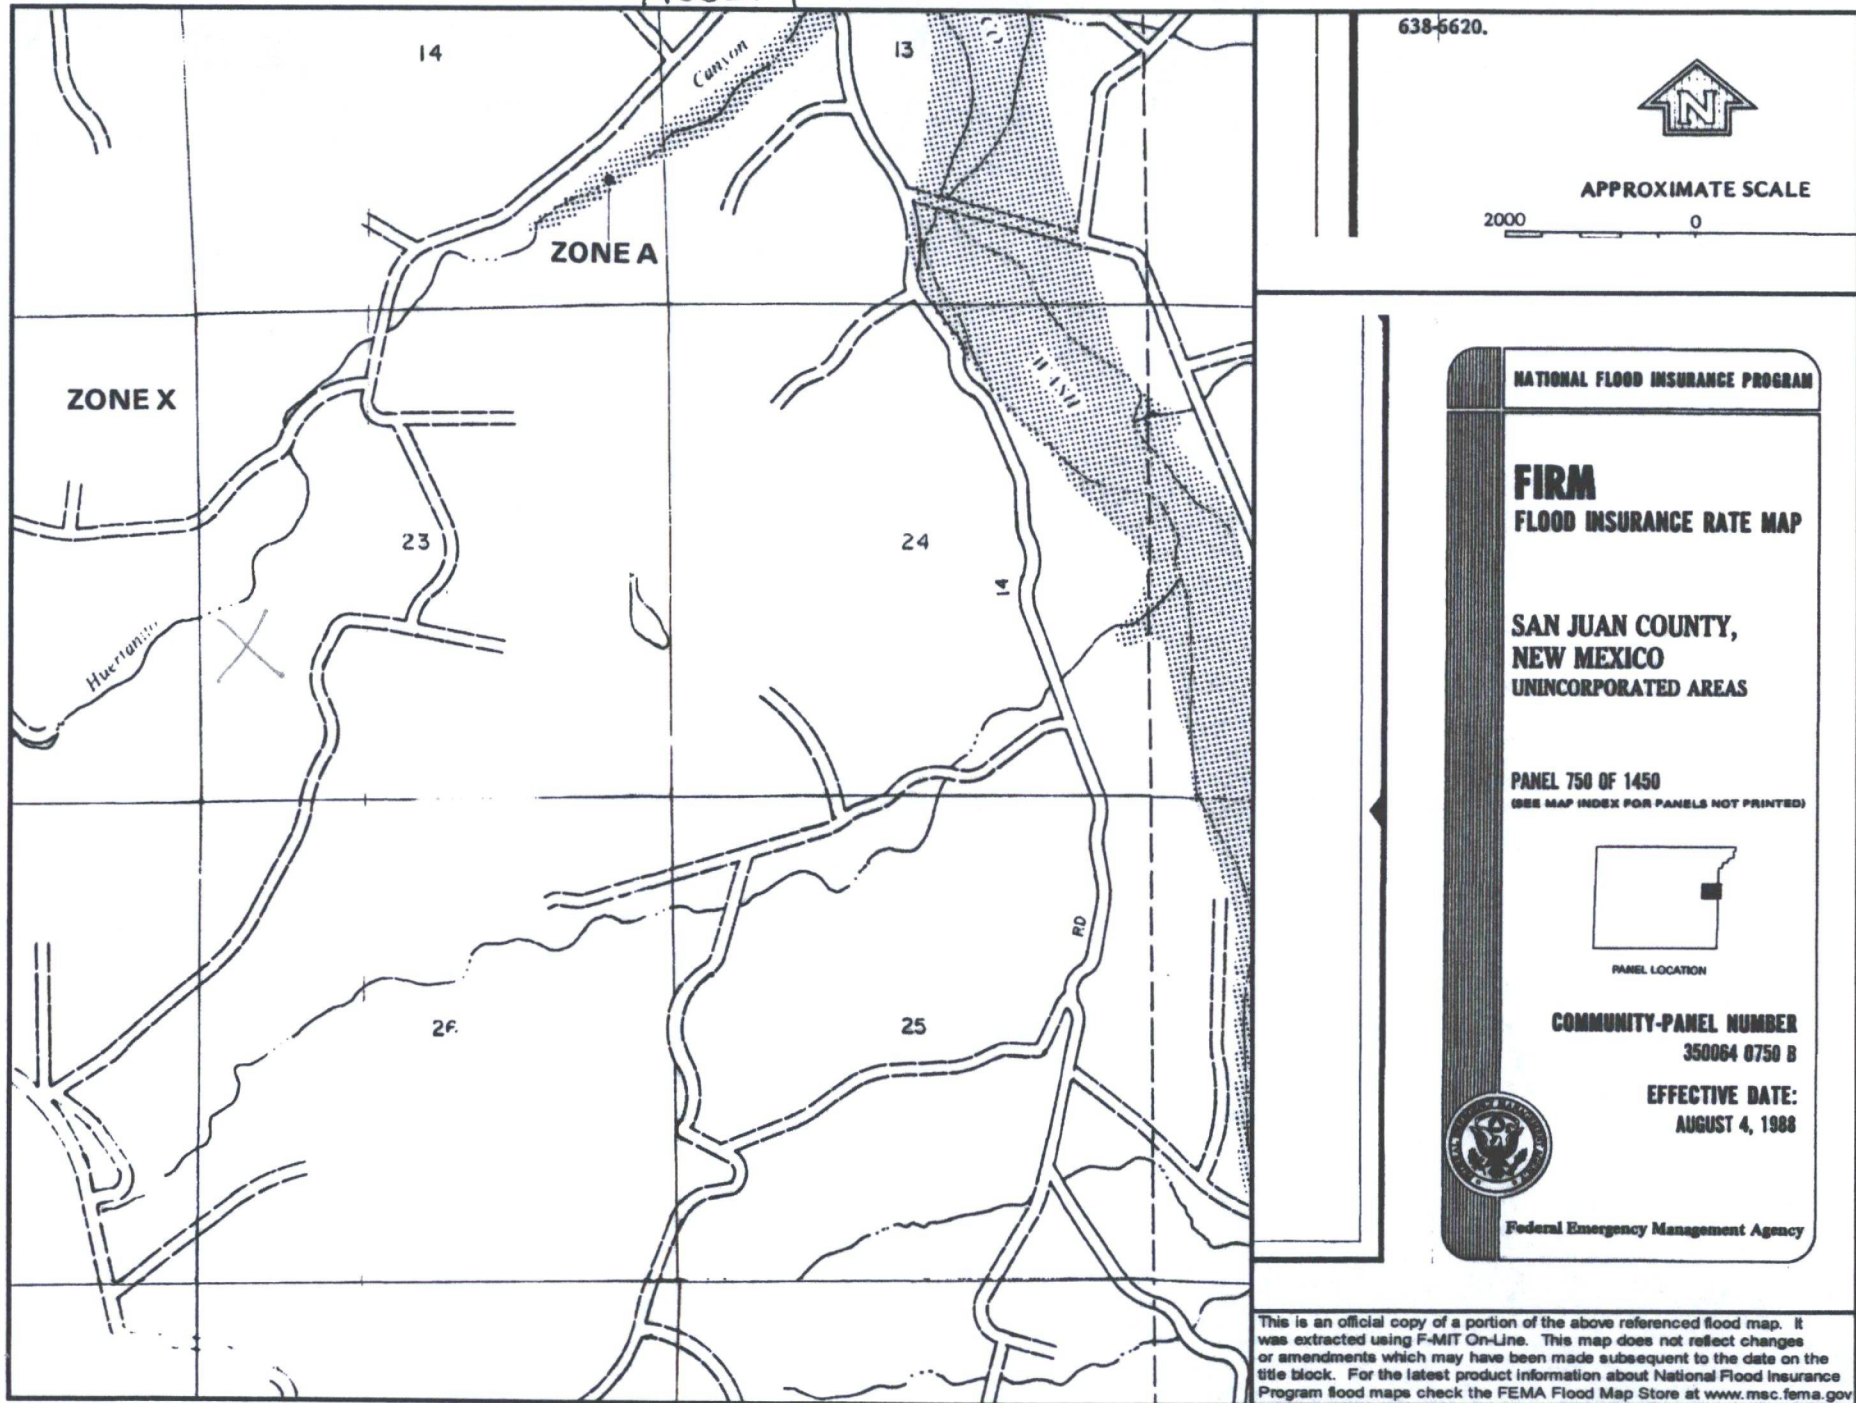 14
Canyon
13
ZONE A
ZONE X
WASH
23
24
14
25
RD
638-6620.
N
APPROXIMATE SCALE
2000 0
NATIONAL FLOOD INSURANCE PROGRAM
FIRM
FLOOD INSURANCE RATE MAP
SAN JUAN COUNTY,
NEW MEXICO
UNINCORPORATED AREAS
PANEL 750 OF 1450
(SEE MAP INDEX FOR PANELS NOT PRINTED)
PANEL LOCATION
COMMUNITY-PANEL NUMBER
350064 0750 B
EFFECTIVE DATE:
AUGUST 4, 1988
Federal Emergency Management Agency
This is an official copy of a portion of the above referenced flood map. It
was extracted using F-MIT On-Line. This map does not reflect changes
or amendments which may have been made subsequent to the date on the
title block. For the latest product information about National Flood Insurance
Program flood maps check the FEMA Flood Map Store at www.msc.fema.gov